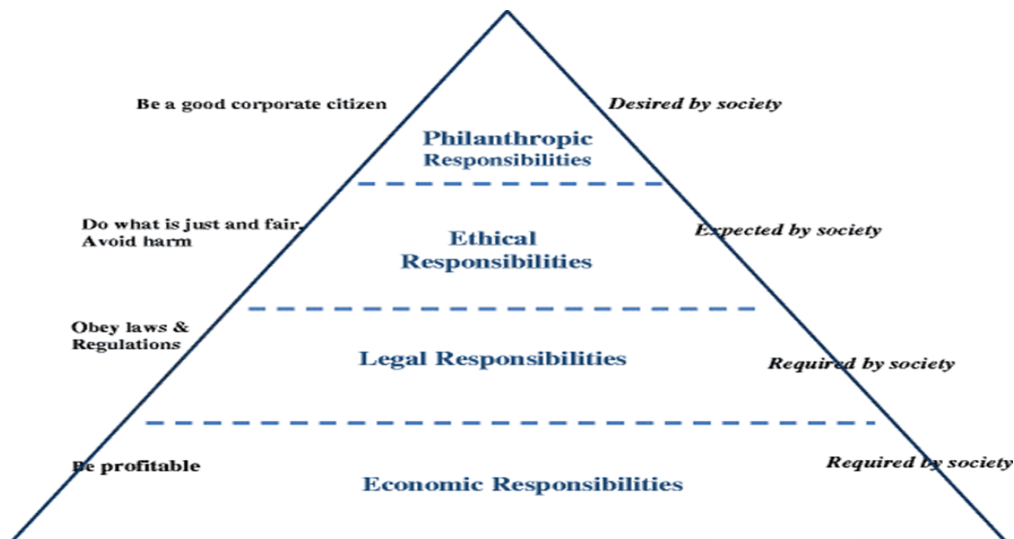 Be a good corporate citizen
Desired by society
Philanthropic
Responsibilities
Do what is just and fair,
Avoid harm
Expected by society
Ethical
Responsibilities
Obey laws &
Regulations
Legal Responsibilities
Required by society
Be profitable
Required by society
Economic Responsibilities